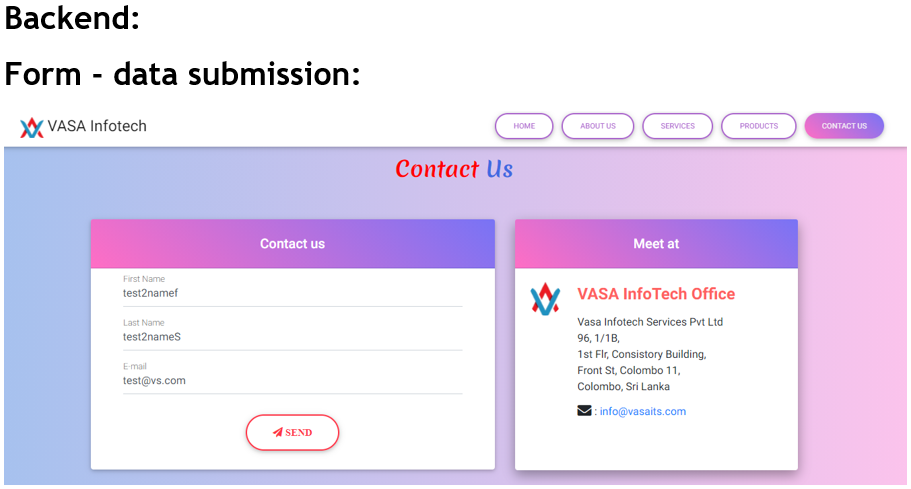 Backend:
Form - data submission:
VASA Infotech
HOME
ABOUT US
SERVICES
PRODUCTS
CONTACT US
Contact Us
Contact us
First Name
test2namef
Last Name
test2nameS
E-mail
test@vs.com
SEND
Meet at
VASA InfoTech Office
Vasa Infotech Services Pvt Ltd
96, 1/1B,
1st Flr, Consistory Building,
Front St, Colombo 11,
Colombo, Sri Lanka
: info@vasaits.com